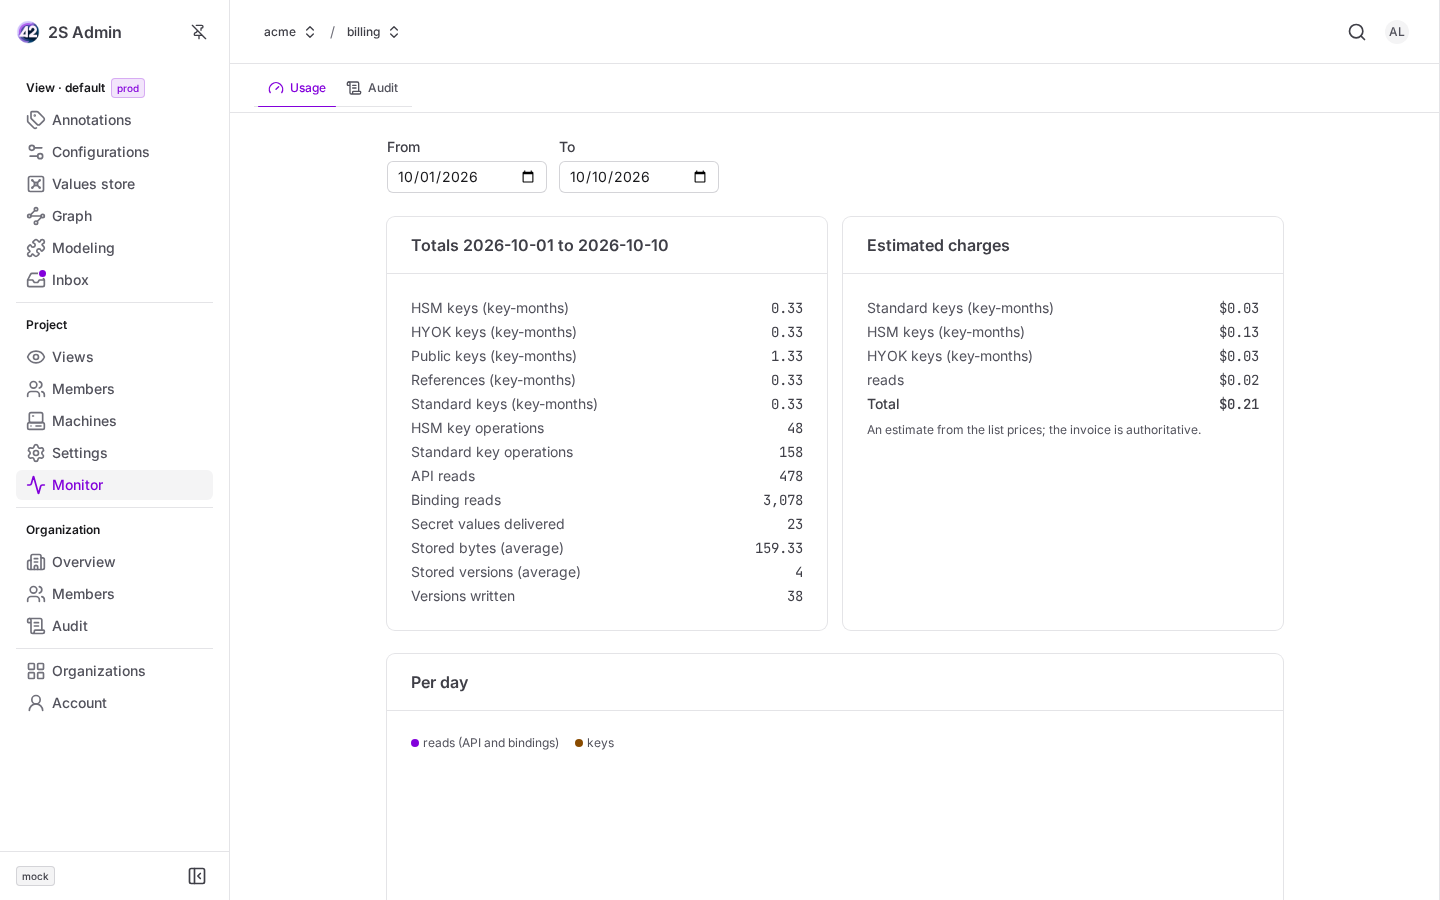 2S Admin
acme / billing
AL
View · default prod
Annotations
Configurations
Values store
Graph
Modeling
Inbox
Project
Views
Members
Machines
Settings
Monitor
Organization
Overview
Members
Audit
Organizations
Account
mock
Usage
Audit
From
To
10/01/2026
10/10/2026
Totals 2026-10-01 to 2026-10-10
HSM keys (key-months) 0.33
HYOK keys (key-months) 0.33
Public keys (key-months) 1.33
References (key-months) 0.33
Standard keys (key-months) 0.33
HSM key operations 48
Standard key operations 158
API reads 478
Binding reads 3,078
Secret values delivered 23
Stored bytes (average) 159.33
Stored versions (average) 4
Versions written 38
Estimated charges
Standard keys (key-months) $0.03
HSM keys (key-months) $0.13
HYOK keys (key-months) $0.03
reads $0.02
Total $0.21
An estimate from the list prices; the invoice is authoritative.
Per day
reads (API and bindings)
keys